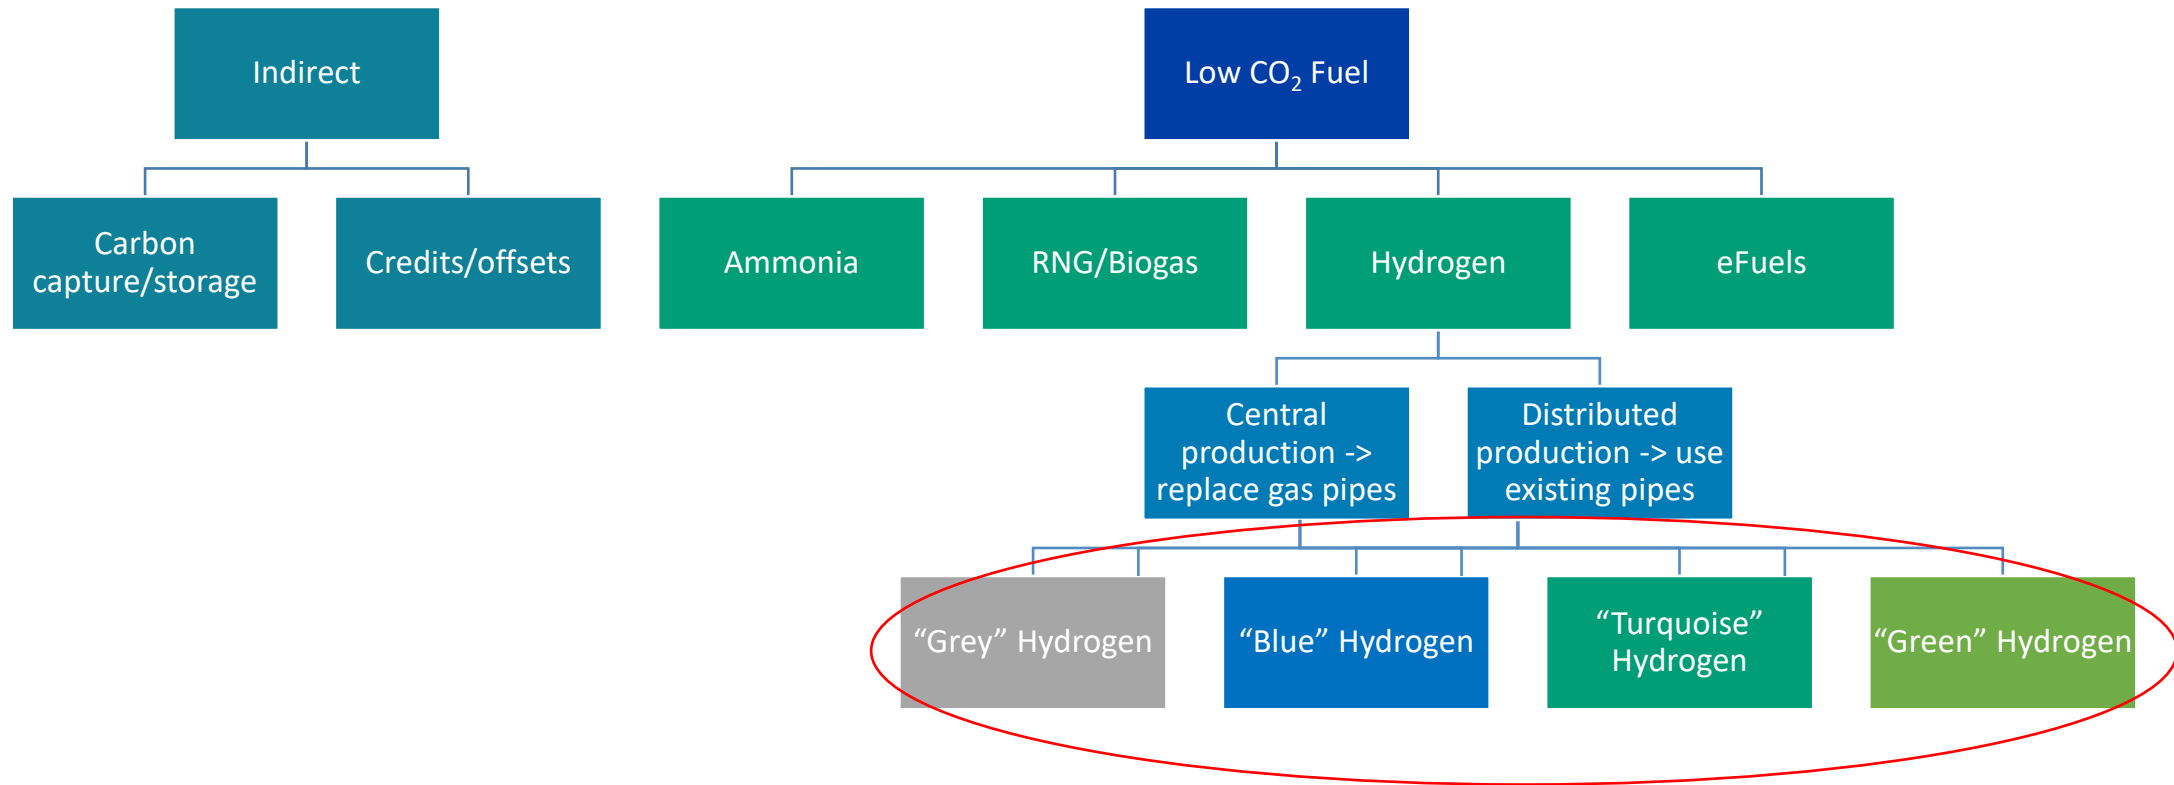 Indirect
Low CO₂ Fuel
Carbon
capture/storage
Credits/offsets
Ammonia
RNG/Biogas
Hydrogen
eFuels
Central
production ->
replace gas pipes
Distributed
production -> use
existing pipes
“Grey” Hydrogen
“Blue” Hydrogen
“Turquoise”
Hydrogen
“Green” Hydrogen